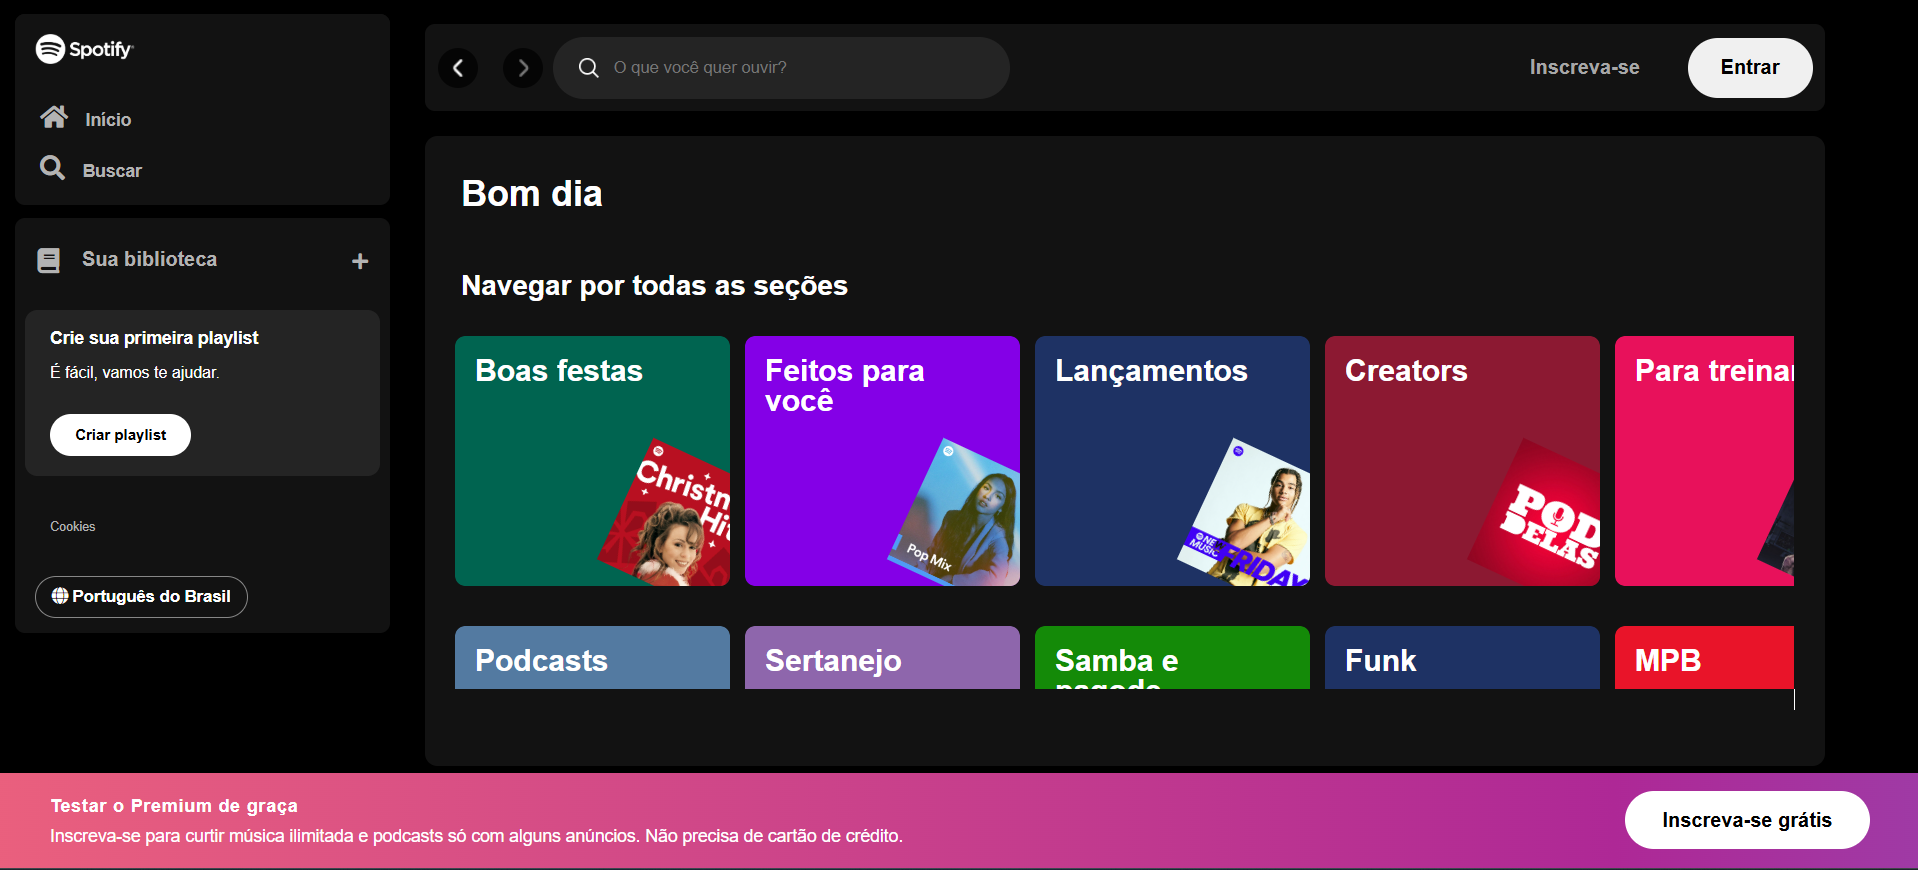 Spotify
Início
Buscar
Sua biblioteca
Crie sua primeira playlist
É fácil, vamos te ajudar.
Criar playlist
Cookies
Português do Brasil
O que você quer ouvir?
Inscreva-se
Entrar
Bom dia
Navegar por todas as seções
Boas festas
Christm
Hit
Feitos para
você
Pop Mix
Lançamentos
NEW
MUSIC
FRIDAY
Creators
POD
DELAS
Para treinar
Podcasts
Sertanejo
Samba e
pagode
Funk
MPB
Testar o Premium de graça
Inscreva-se para curtir música ilimitada e podcasts só com alguns anúncios. Não precisa de cartão de crédito.
Inscreva-se grátis